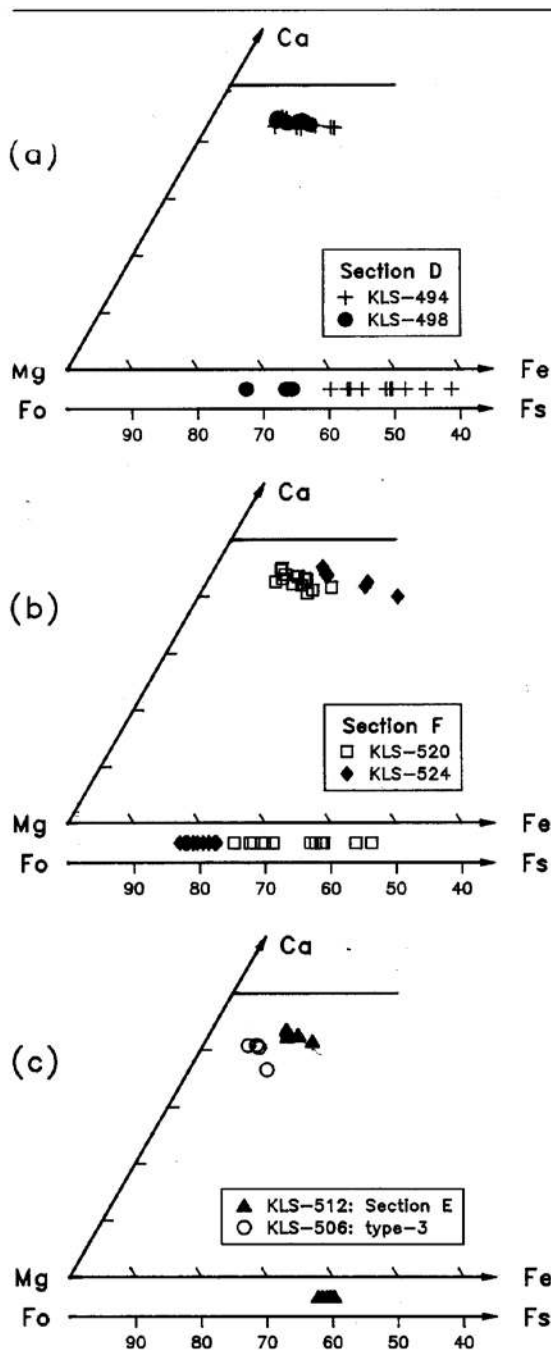 Ca
(a)
Section D
KLS-494
KLS-498
Mg Fe
Fo Fs
90 80 70 60 50 40
Ca
(b)
Section F
KLS-520
KLS-524
Mg Fe
Fo Fs
90 80 70 60 50 40
Ca
(c)
KLS-512: Section E
KLS-506: type-3
Mg Fe
Fo Fs
90 80 70 60 50 40